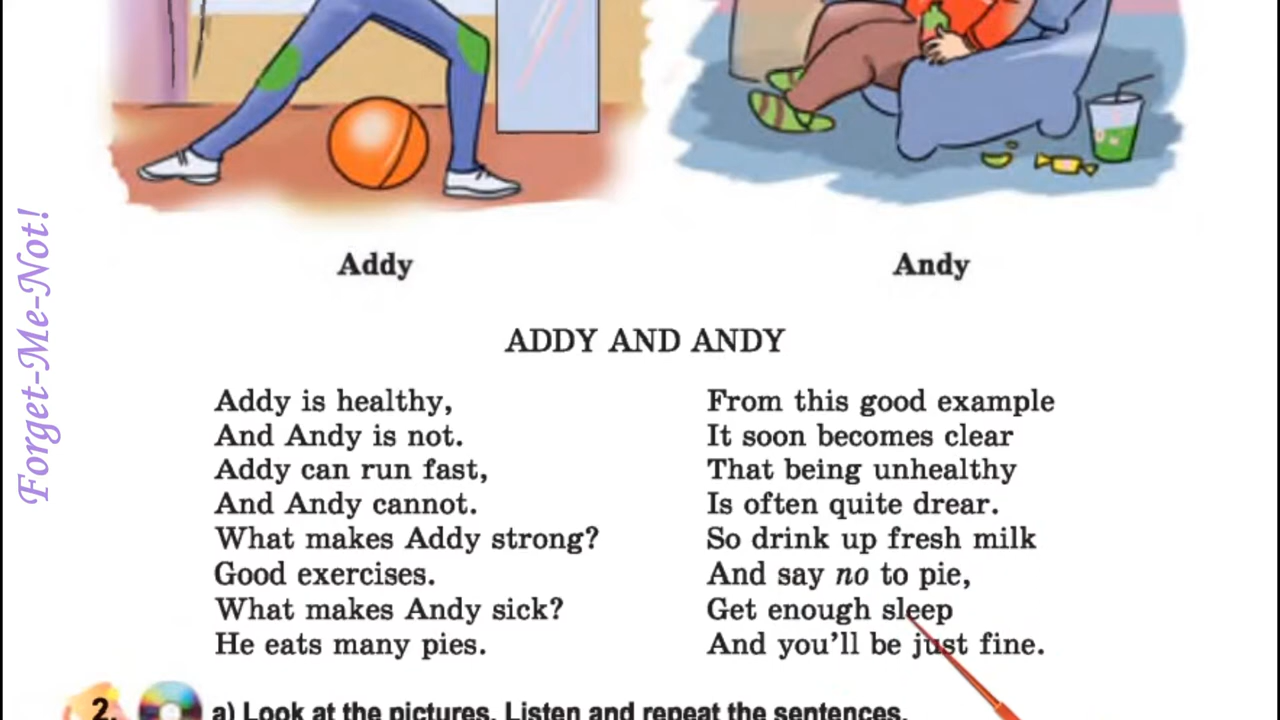 Forget-Me-Not!
Addy
Andy
ADDY AND ANDY
Addy is healthy,
And Andy is not.
Addy can run fast,
And Andy cannot.
What makes Addy strong?
Good exercises.
What makes Andy sick?
He eats many pies.
From this good example
It soon becomes clear
That being unhealthy
Is often quite drear.
So drink up fresh milk
And say no to pie,
Get enough sleep
And you'll be just fine.
2. a) Look at the pictures. Listen and repeat the sentences.